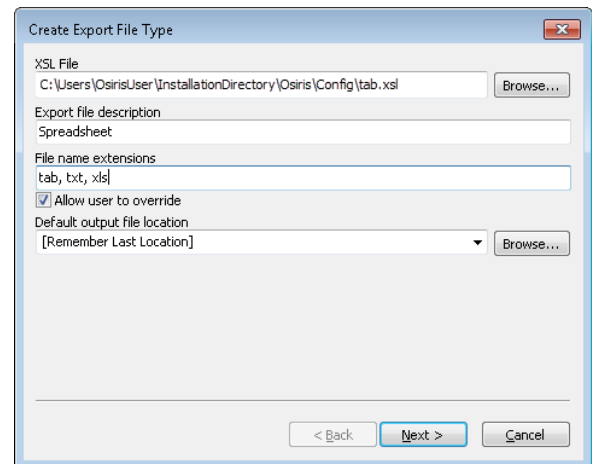 Create Export File Type
XSL File
C:\Users\OsirisUser\InstallationDirectory\Osiris\Config\tab.xsl
Browse...
Export file description
Spreadsheet
File name extensions
tab, txt, xls
Allow user to override
Default output file location
[Remember Last Location]
Browse...
< Back
Next >
Cancel